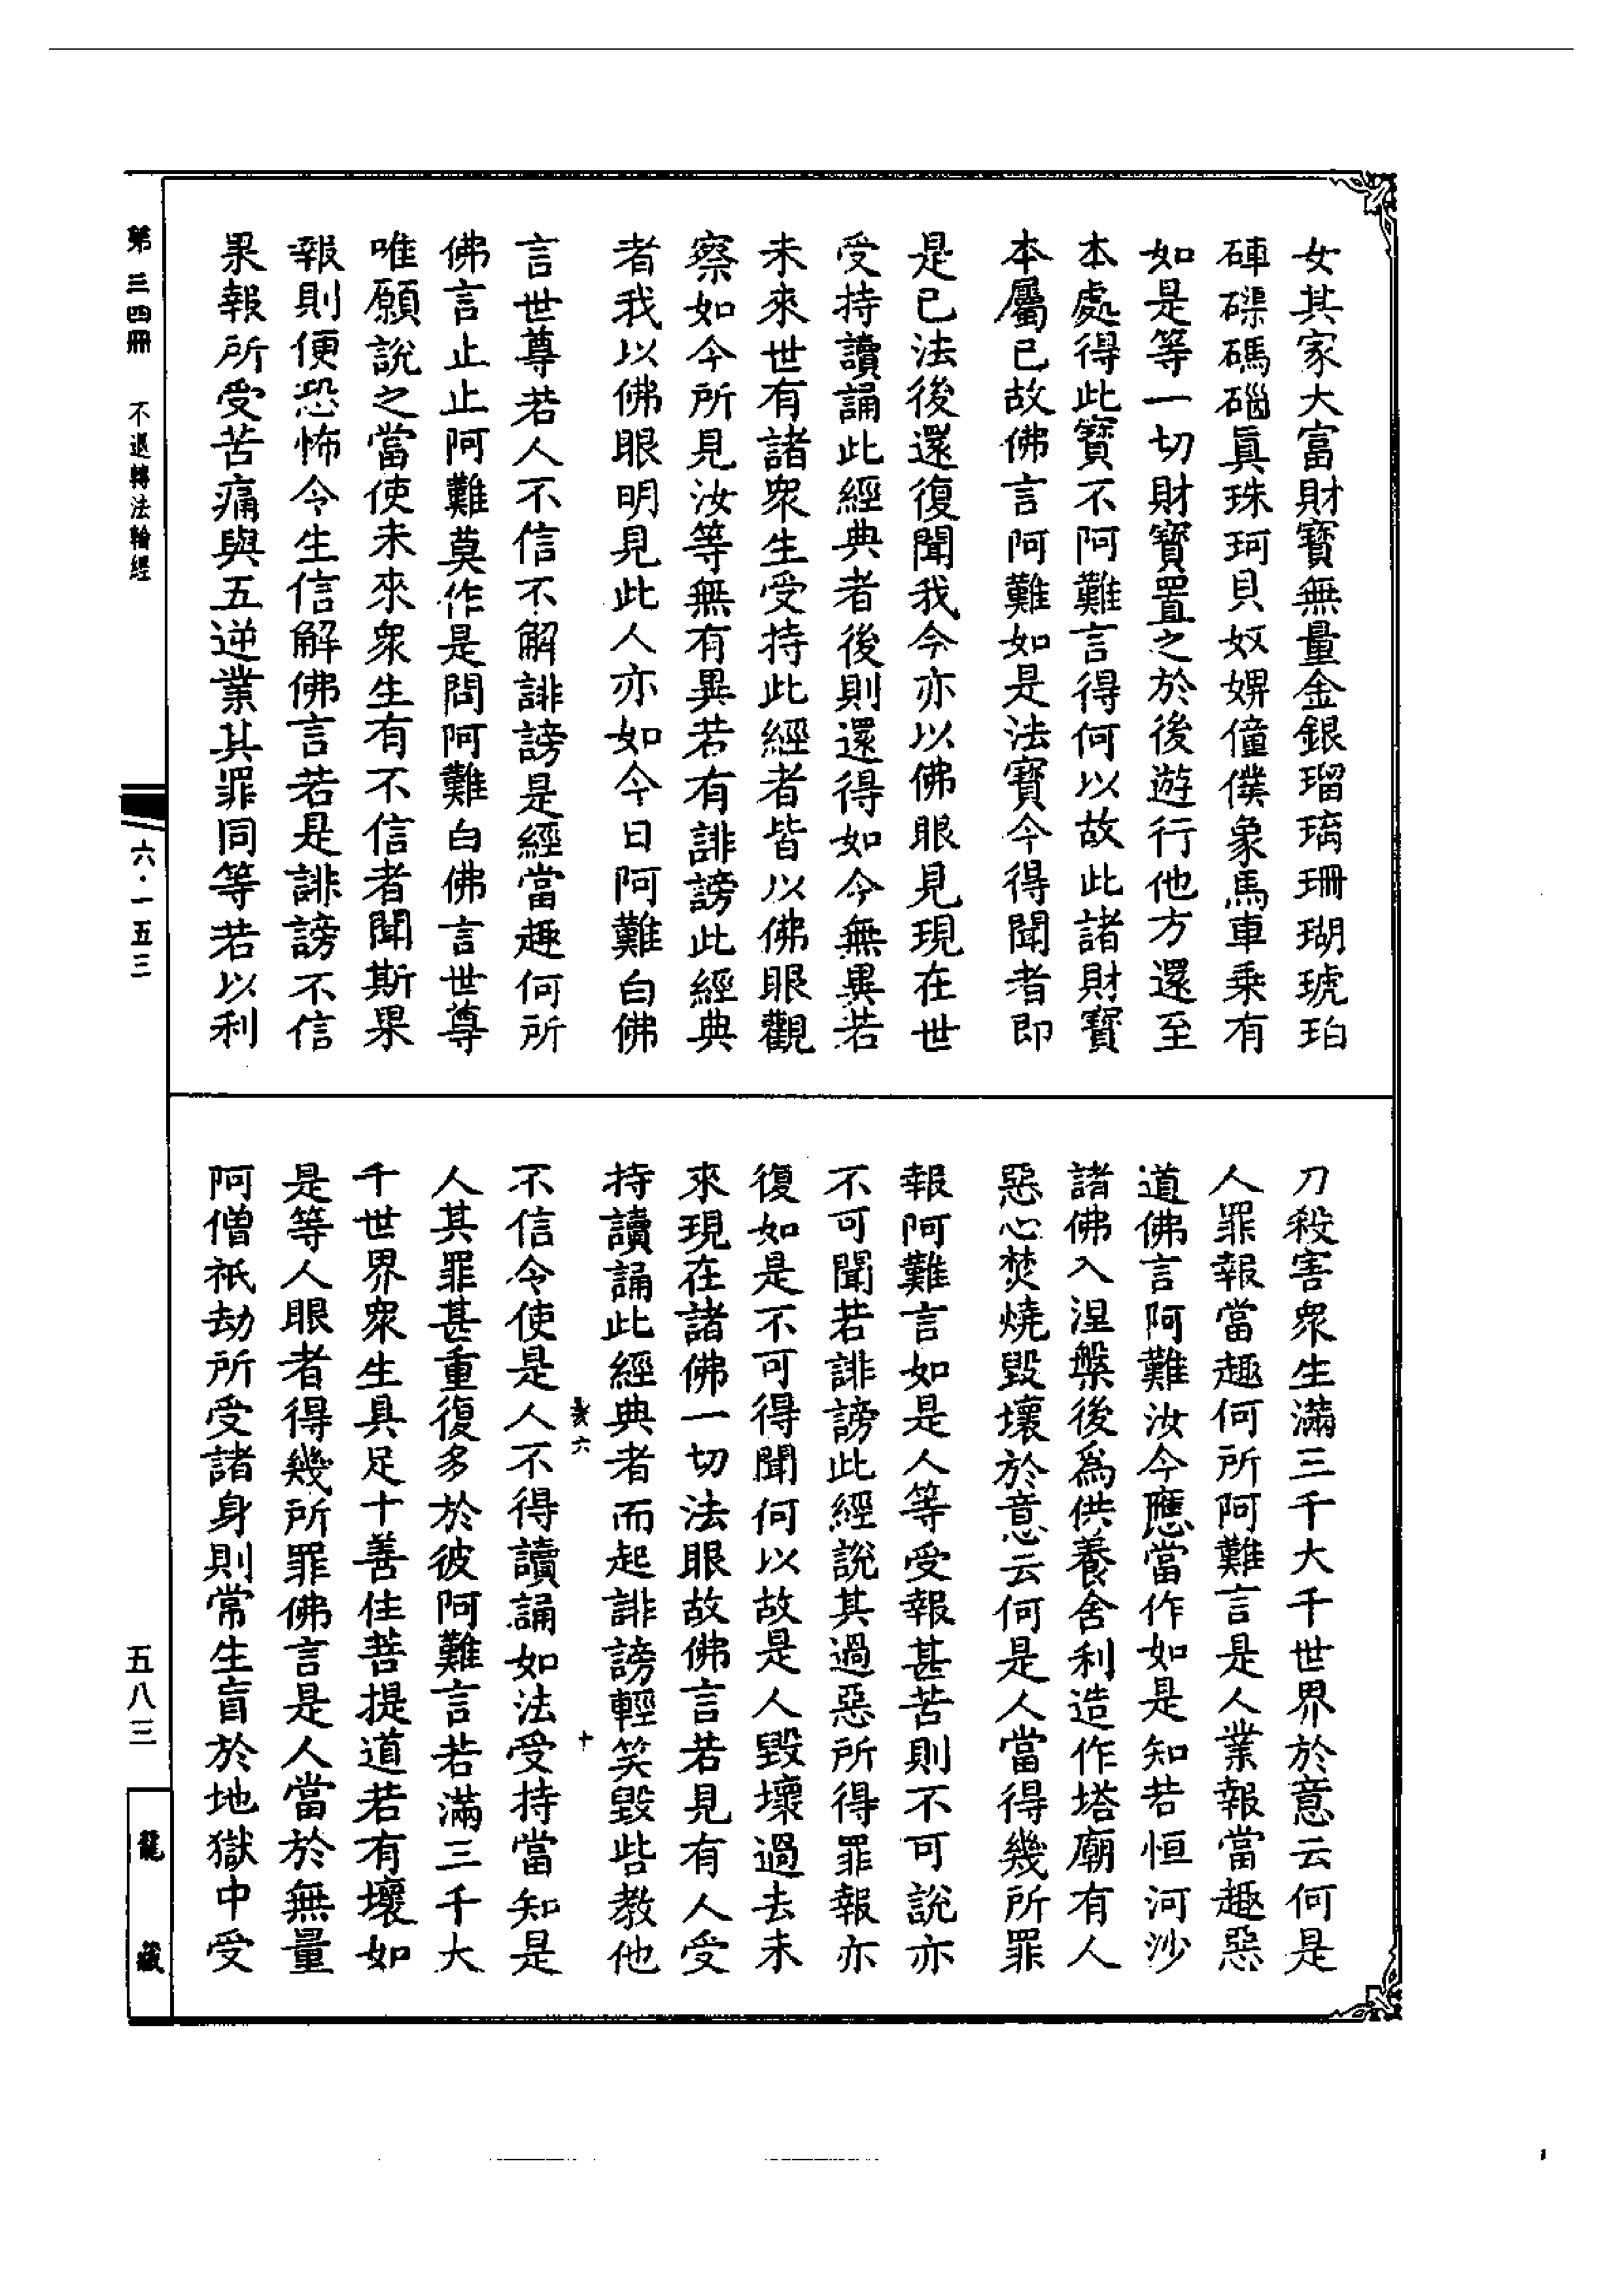 女其家大富財寶無量金銀瑠璃珊瑚琥珀
硨磲碼碯眞珠珂貝奴婢僮僕象馬車乘有
如是等一切財寶置之於後遊行他方還至
本處得此寶不阿難言得何以故此諸財寶
本屬已故佛言阿難如是法寶今得聞者即
是已法後還復聞我今亦以佛眼見現在世
受持讀誦此經典者後則還得如今無異若
未來世有諸衆生受持此經者皆以佛眼觀
察如今所見汝等無有異若有誹謗此經典
者我以佛眼明見此人亦如今日阿難白佛
言世尊若人不信不解誹謗是經當趣何所
佛言止止阿難莫作是問阿難白佛言世尊
唯願說之當使未來衆生有不信者聞斯果
報則便恐怖令生信解佛言若是誹謗不信
果報所受苦痛與五逆業其罪同等若以利
刀殺害衆生滿三千大千世界於意云何是
人罪報當趣何所阿難言是人業報當趣惡
道佛言阿難汝今應當作如是知若恒河沙
諸佛入涅槃後爲供養舍利造作塔廟有人
惡心焚燒毀壞於意云何是人當得幾所罪
報阿難言如是人等受報甚苦則不可說亦
不可聞若誹謗此經說其過惡所得罪報亦
復如是不可得聞何以故是人毀壞過去未
來現在諸佛一切法眼故佛言若見有人受
持讀誦此經典者而起誹謗輕笑毀呰教他
六 十
不信令使是人不得讀誦如法受持當知是
人其罪甚重復多於彼阿難言若滿三千大
千世界衆生具足十善住菩提道若有壞如
是等人眼者得幾所罪佛言是人當於無量
阿僧祇劫所受諸身則常生盲於地獄中受
第三四冊 不退轉法輪經
六·一五三
五八三
龍藏